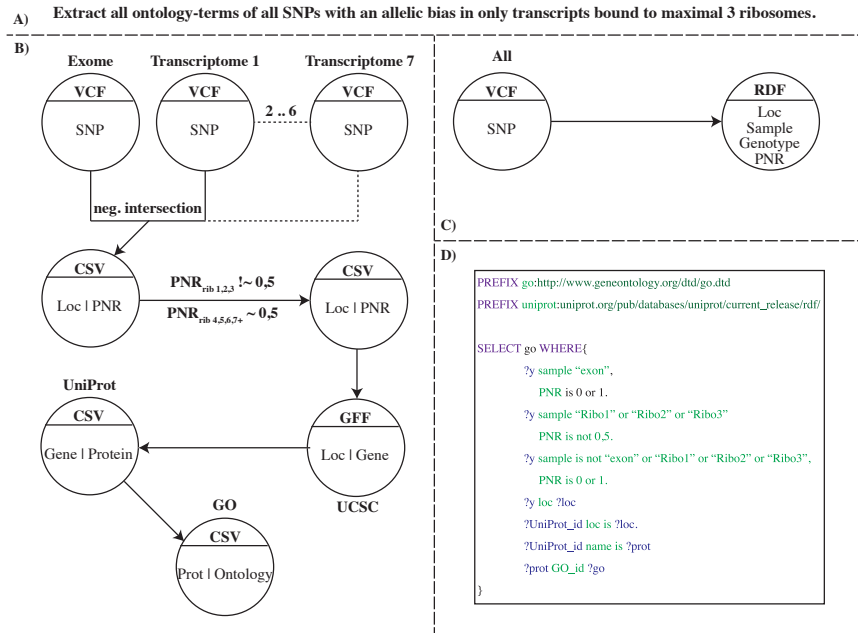 A) Extract all ontology-terms of all SNPs with an allelic bias in only transcripts bound to maximal 3 ribosomes.
B)
Exome Transcriptome 1 Transcriptome 7
VCF VCF VCF
2 .. 6
SNP SNP SNP
neg. intersection
CSV CSV
PNR rib 1,2,3 !~ 0,5
Loc | PNR Loc | PNR
PNR rib 4,5,6,7+ ~ 0,5
UniProt
CSV GFF
Gene | Protein Loc | Gene
GO UCSC
CSV
Prot | Ontology
C)
All
VCF RDF
SNP
Loc
Sample
Genotype
PNR
D)
PREFIX go:http://www.geneontology.org/dtd/go.dtd
PREFIX uniprot:uniprot.org/pub/databases/uniprot/current_release/rdf/
SELECT go WHERE{
?y sample “exon”,
PNR is 0 or 1.
?y sample “Ribo1” or “Ribo2” or “Ribo3”
PNR is not 0,5.
?y sample is not “exon” or “Ribo1” or “Ribo2” or “Ribo3”,
PNR is 0 or 1.
?y loc ?loc
?UniProt_id loc is ?loc.
?UniProt_id name is ?prot
?prot GO_id ?go
}